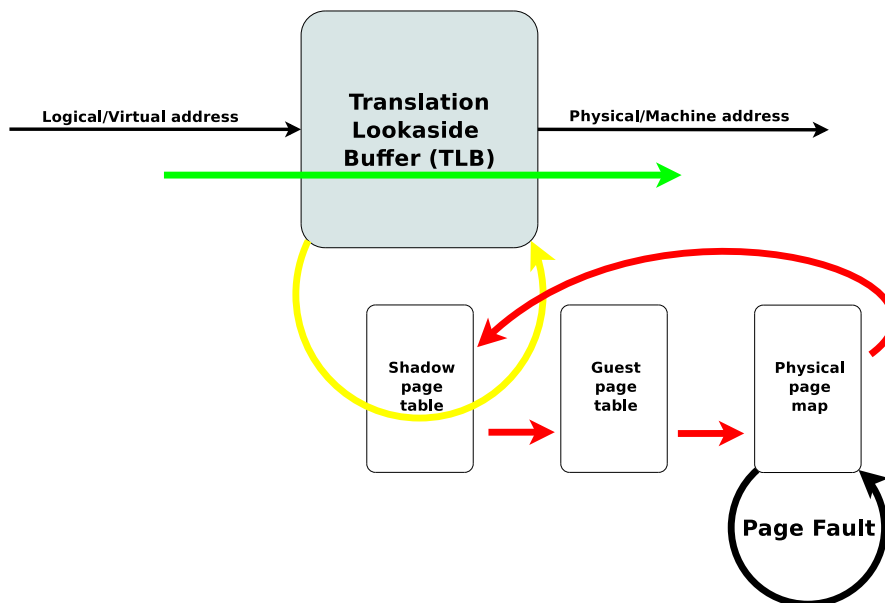 Logical/Virtual address
Translation
Lookaside
Buffer (TLB)
Physical/Machine address
Shadow
page
table
Guest
page
table
Physical
page
map
Page Fault